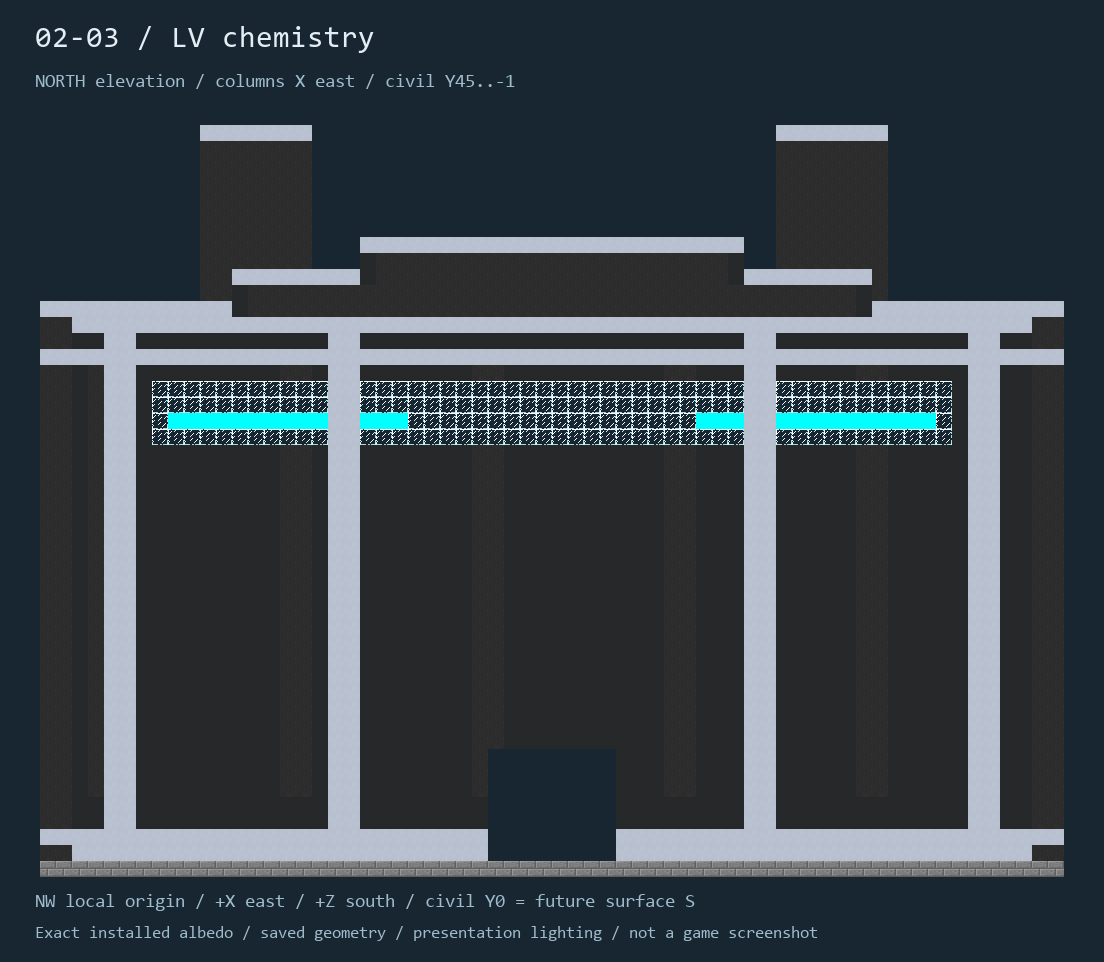 02-03 / LV chemistry
NORTH elevation / columns X east / civil Y45..-1
NW local origin / +X east / +Z south / civil Y0 = future surface S
Exact installed albedo / saved geometry / presentation lighting / not a game screenshot